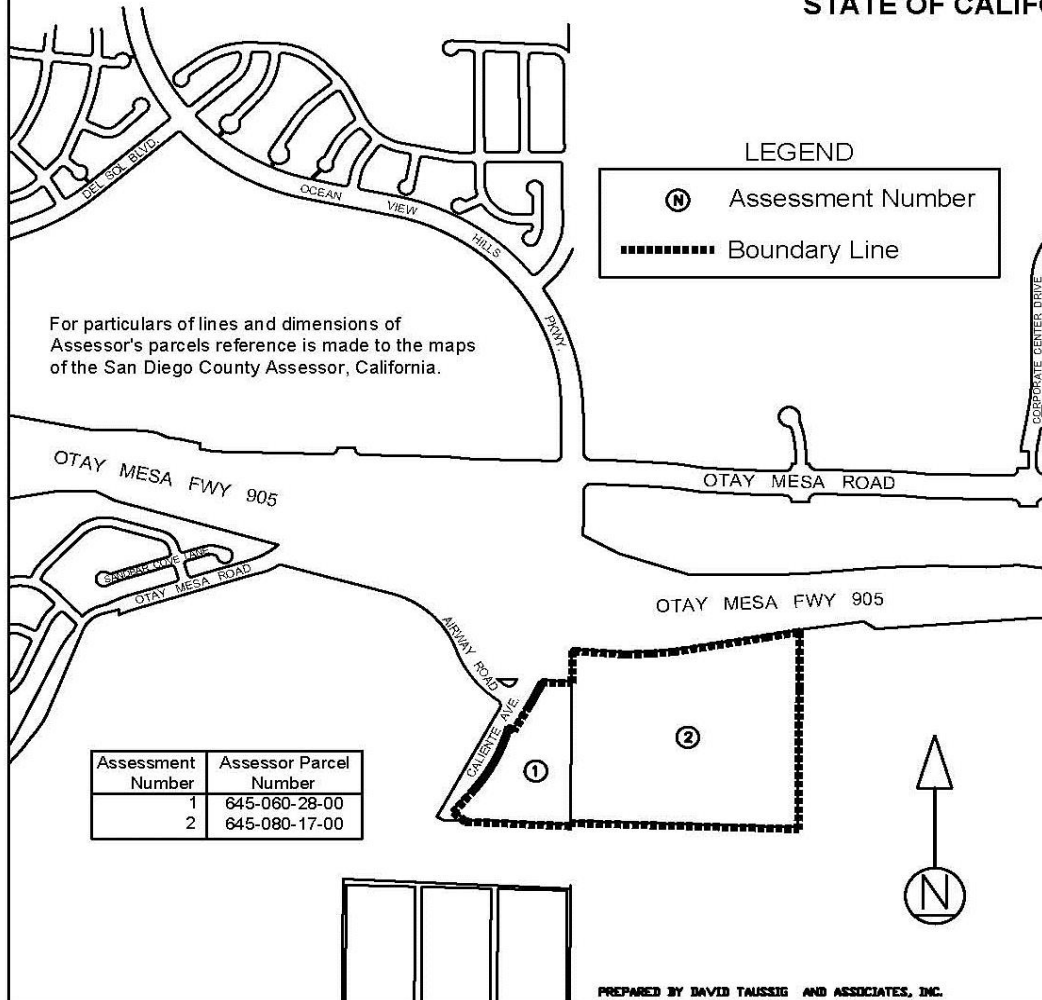 STATE OF CALIFO
DEL SOL BLVD.
OCEAN VIEW HILLS PKWY.
LEGEND
N Assessment Number
Boundary Line
CORPORATE CENTER DRIVE
For particulars of lines and dimensions of
Assessor's parcels reference is made to the maps
of the San Diego County Assessor, California.
OTAY MESA FWY 905
OTAY MESA ROAD
SANDBAR COVE LANE
OTAY MESA ROAD
OTAY MESA FWY 905
AIRWAY ROAD
CALIENTE AVE.
1
2
Assessment Assessor Parcel
Number Number
1 645-060-28-00
2 645-080-17-00
N
PREPARED BY DAVID TAUSSIG AND ASSOCIATES, INC.